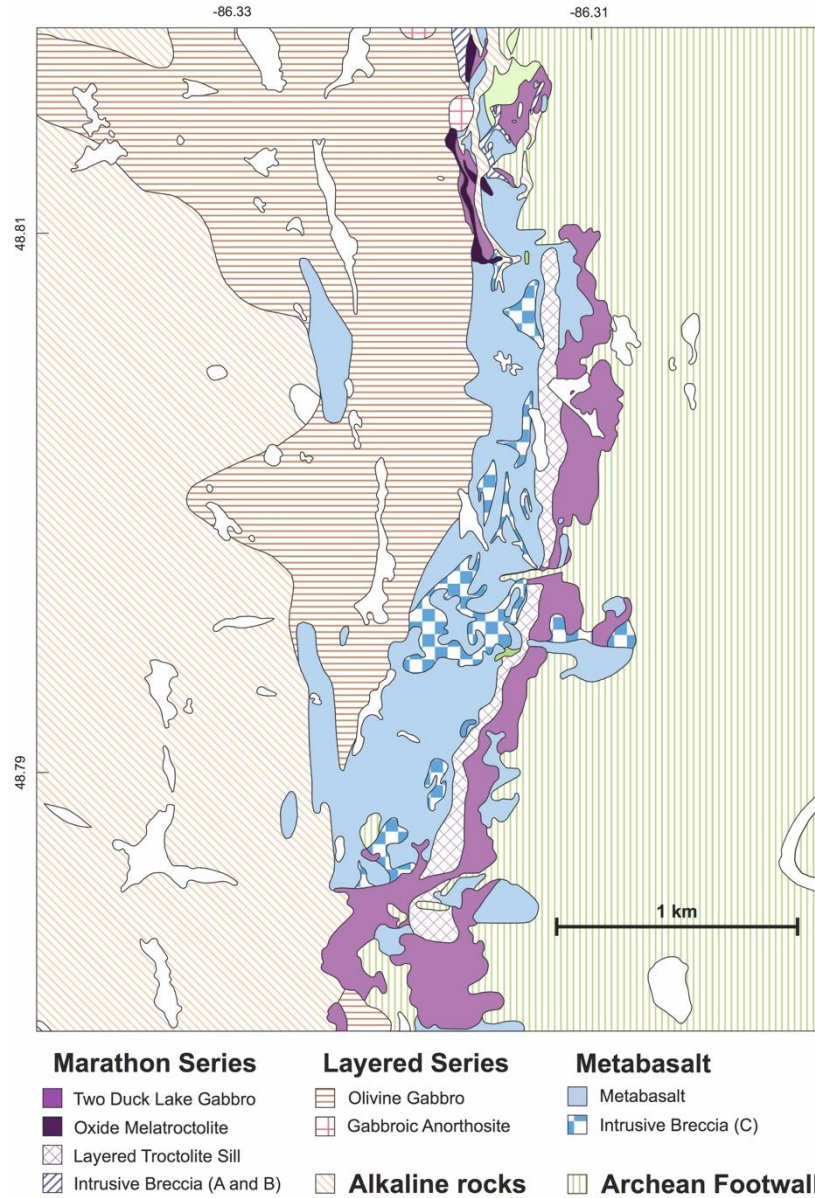 -86.33 -86.31
48.81
48.79
1 km
Marathon Series
Two Duck Lake Gabbro
Oxide Melatroctolite
Layered Troctolite Sill
Intrusive Breccia (A and B)
Layered Series
Olivine Gabbro
Gabbroic Anorthosite
Alkaline rocks
Metabasalt
Metabasalt
Intrusive Breccia (C)
Archean Footwall